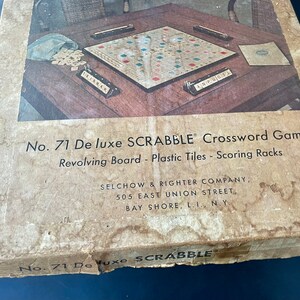 No. 71 De luxe SCRABBLE® Crossword Gam
Revolving Board - Plastic Tiles - Scoring Racks
SELCHOW & RIGHTER COMPANY,
505 EAST UNION STREET,
BAY SHORE, L. I., N. Y.
No. 71 De luxe SCRABBLE